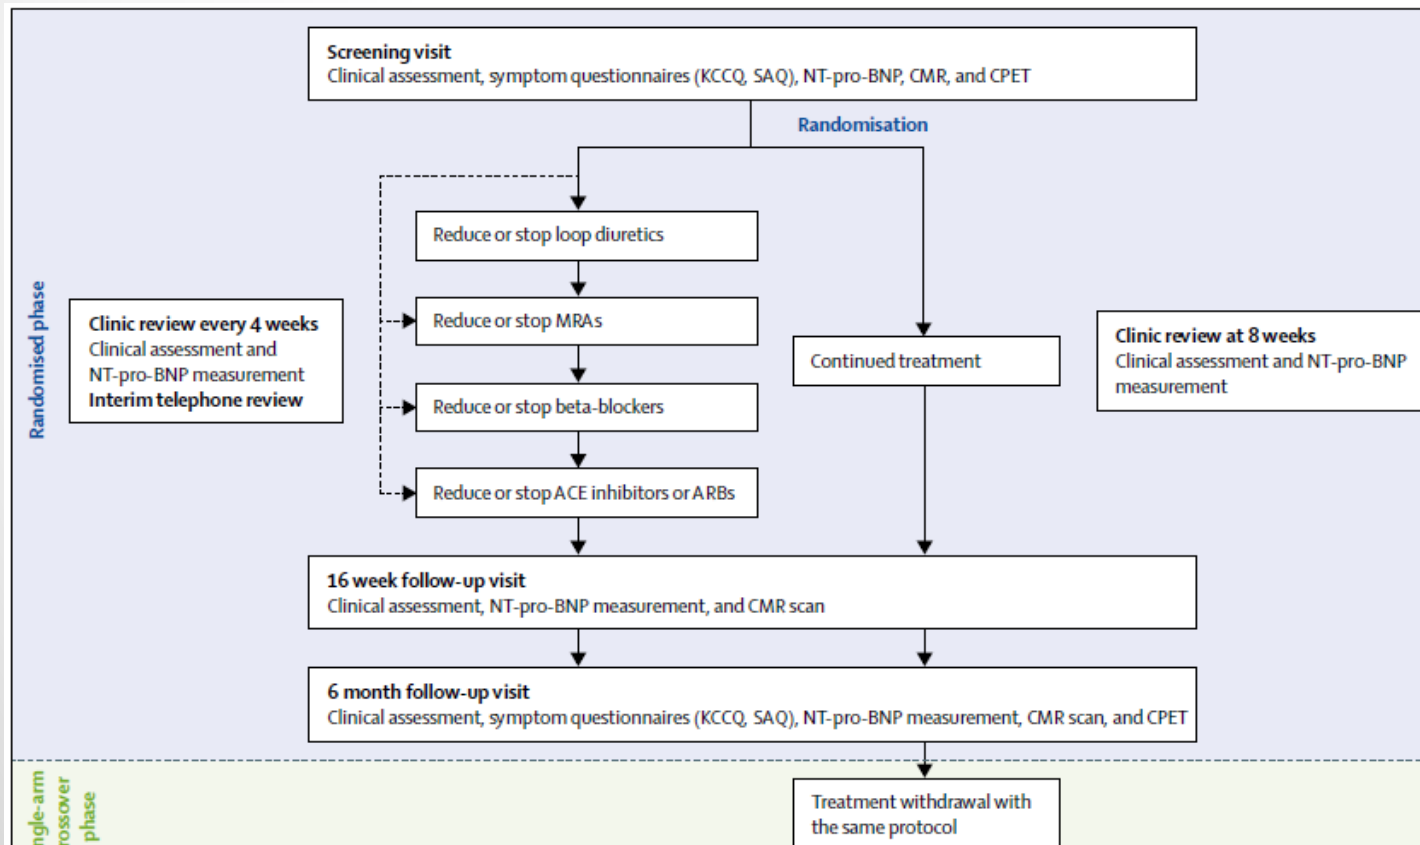 Screening visit
Clinical assessment, symptom questionnaires (KCCQ, SAQ), NT-pro-BNP, CMR, and CPET
Randomisation
Randomised phase
Reduce or stop loop diuretics
Clinic review every 4 weeks
Clinical assessment and
NT-pro-BNP measurement
Interim telephone review
Reduce or stop MRAs
Reduce or stop beta-blockers
Reduce or stop ACE inhibitors or ARBs
Continued treatment
Clinic review at 8 weeks
Clinical assessment and NT-pro-BNP
measurement
16 week follow-up visit
Clinical assessment, NT-pro-BNP measurement, and CMR scan
6 month follow-up visit
Clinical assessment, symptom questionnaires (KCCQ, SAQ), NT-pro-BNP measurement, CMR scan, and CPET
ngle-arm
rossover
phase
Treatment withdrawal with
the same protocol